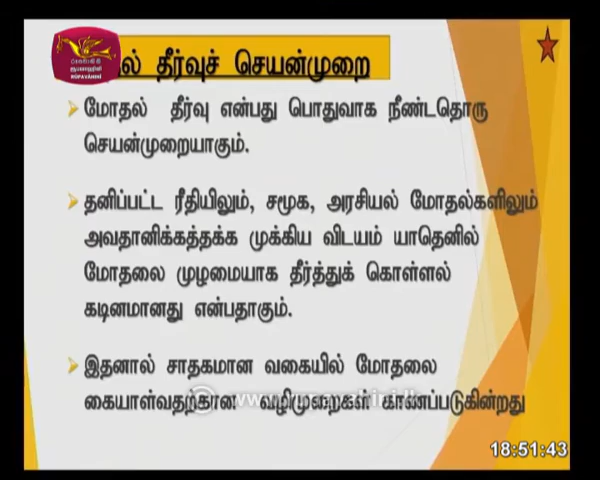 தீர்வுச் செயன்முறை
மோதல் தீர்வு என்பது பொதுவாக நீண்டதொரு
செயன்முறையாகும்.
தனிப்பட்ட ரீதியிலும், சமூக, அரசியல் மோதல்களிலும்
அவதானிக்கத்தக்க முக்கிய விடயம் யாதெனில்
மோதலை முழமையாக தீர்த்துக் கொள்ளல்
கடினமானது என்பதாகும்.
இதனால் சாதகமான வகையில் மோதலை
கையாள்வதற்கான வழிமுறைகள் காணப்படுகின்றது
18:51:43